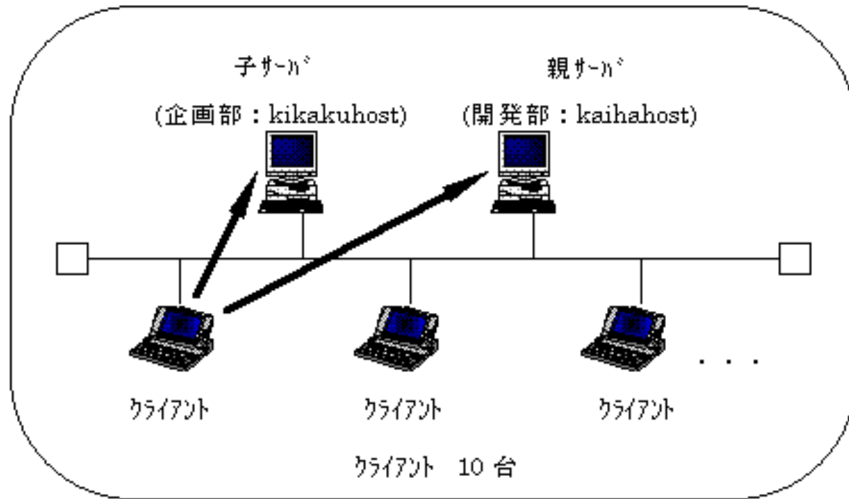 子ｻｰﾊﾞ
親ｻｰﾊﾞ
(企画部：kikakuhost)
(開発部：kaihahost)
ｸﾗｲｱﾝﾄ
ｸﾗｲｱﾝﾄ
ｸﾗｲｱﾝﾄ
. . .
ｸﾗｲｱﾝﾄ 10 台